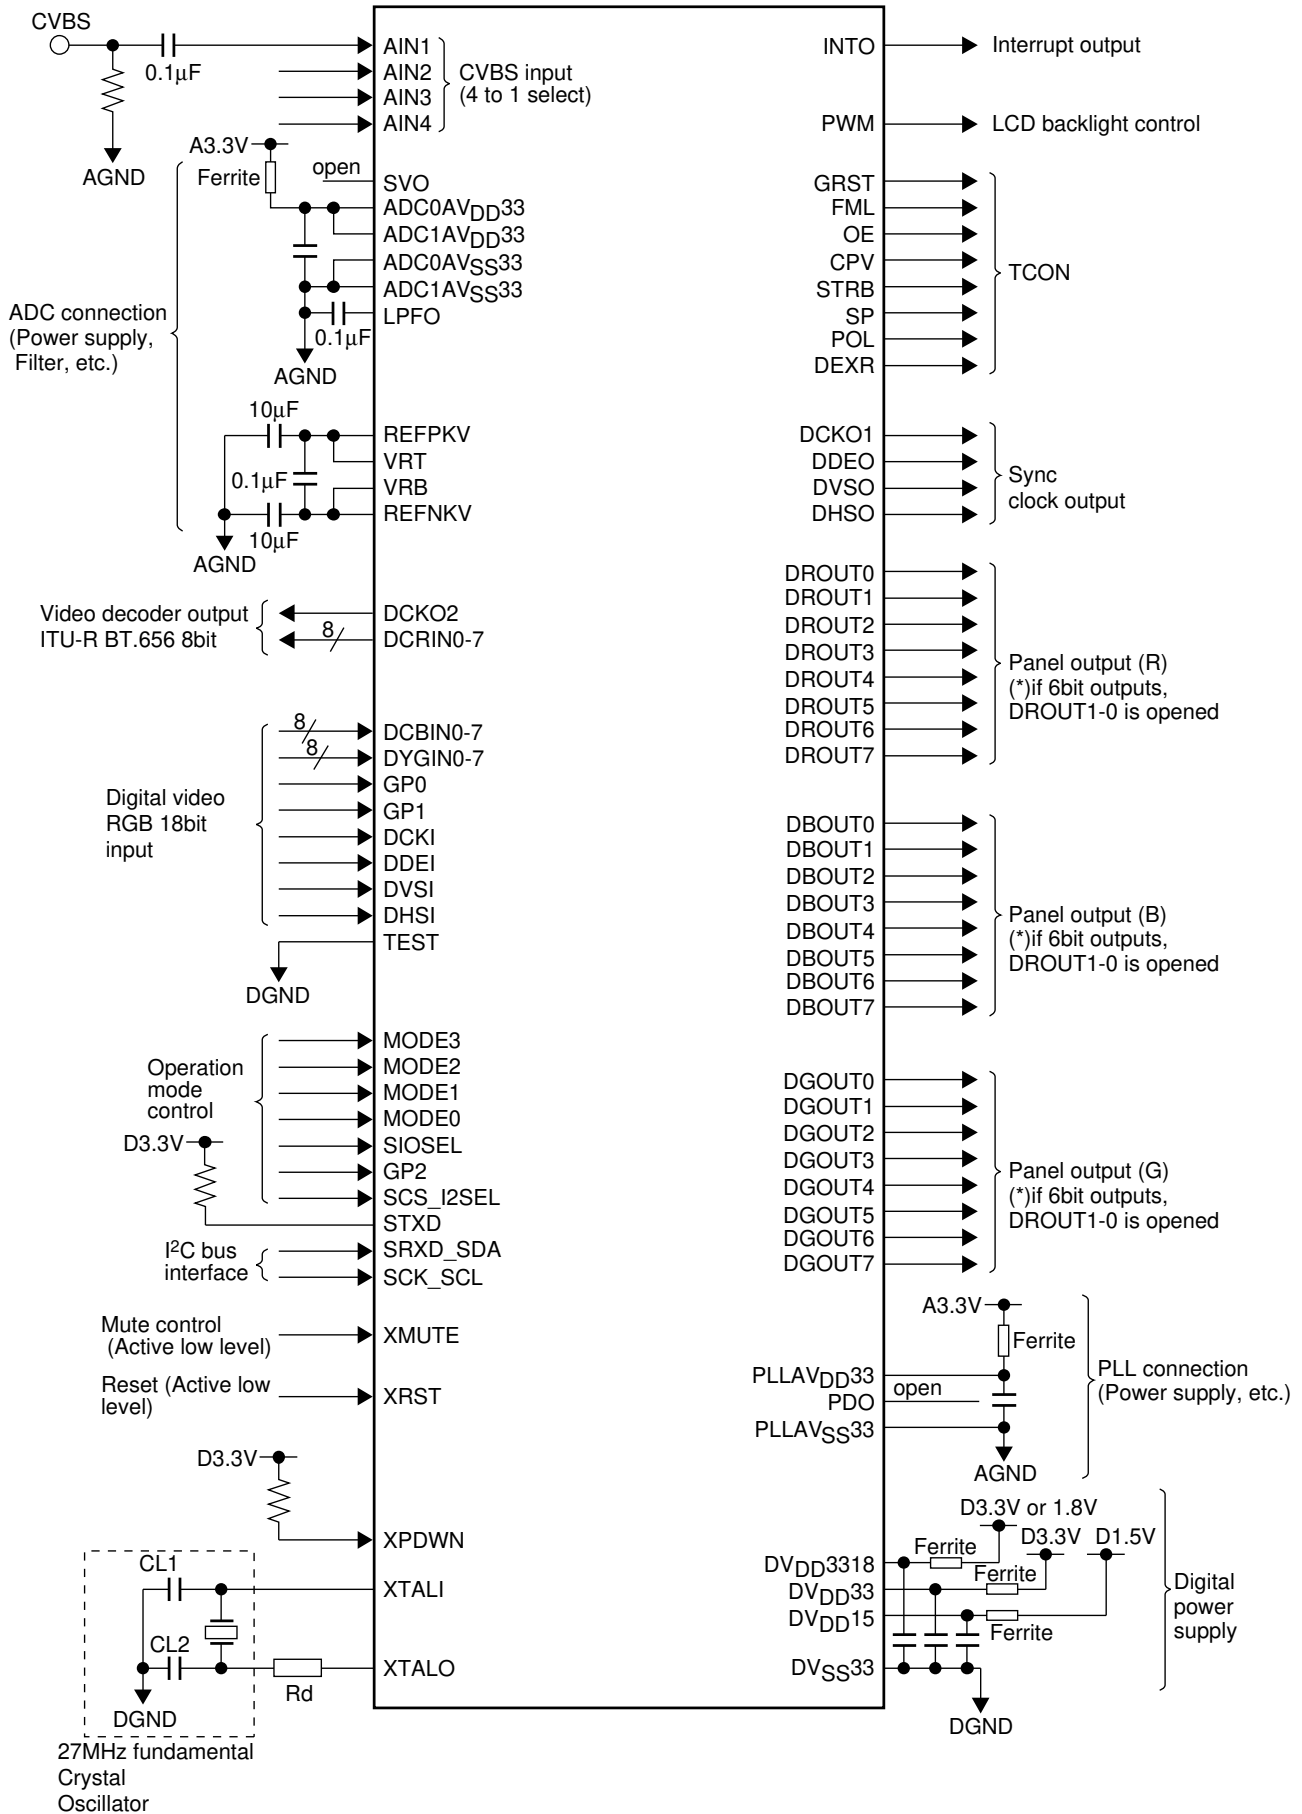 CVBS
0.1µF
AGND
AIN1
AIN2
AIN3
AIN4
CVBS input
(4 to 1 select)
A3.3V
Ferrite
open
SVO
ADC0AVDD33
ADC1AVDD33
ADC0AVSS33
ADC1AVSS33
LPFO
0.1µF
AGND
ADC connection
(Power supply,
Filter, etc.)
10µF
REFPKV
VRT
0.1µF
VRB
REFNKV
10µF
AGND
Video decoder output
ITU-R BT.656 8bit
DCKO2
8
DCRIN0-7
8
DCBIN0-7
8
DYGIN0-7
GP0
GP1
DCKI
DDEI
DVSI
DHSI
Digital video
RGB 18bit
input
TEST
DGND
Operation
mode
control
MODE3
MODE2
MODE1
MODE0
SIOSEL
GP2
SCS_I2SEL
D3.3V
STXD
I2C bus
interface
SRXD_SDA
SCK_SCL
Mute control
(Active low level)
XMUTE
Reset (Active low
level)
XRST
D3.3V
XPDWN
CL1
XTALI
CL2
XTALO
Rd
DGND
27MHz fundamental
Crystal
Oscillator
INTO
Interrupt output
PWM
LCD backlight control
GRST
FML
OE
CPV
STRB
SP
POL
DEXR
TCON
DCKO1
DDEO
DVSO
DHSO
Sync
clock output
DROUT0
DROUT1
DROUT2
DROUT3
DROUT4
DROUT5
DROUT6
DROUT7
Panel output (R)
(*)if 6bit outputs,
DROUT1-0 is opened
DBOUT0
DBOUT1
DBOUT2
DBOUT3
DBOUT4
DBOUT5
DBOUT6
DBOUT7
Panel output (B)
(*)if 6bit outputs,
DROUT1-0 is opened
DGOUT0
DGOUT1
DGOUT2
DGOUT3
DGOUT4
DGOUT5
DGOUT6
DGOUT7
Panel output (G)
(*)if 6bit outputs,
DROUT1-0 is opened
A3.3V
Ferrite
PLLAVDD33
open
PDO
PLLAVSS33
AGND
PLL connection
(Power supply, etc.)
D3.3V or 1.8V
D3.3V
D1.5V
Ferrite
DVDD3318
Ferrite
DVDD33
DVDD15
Ferrite
DVSS33
DGND
Digital
power
supply